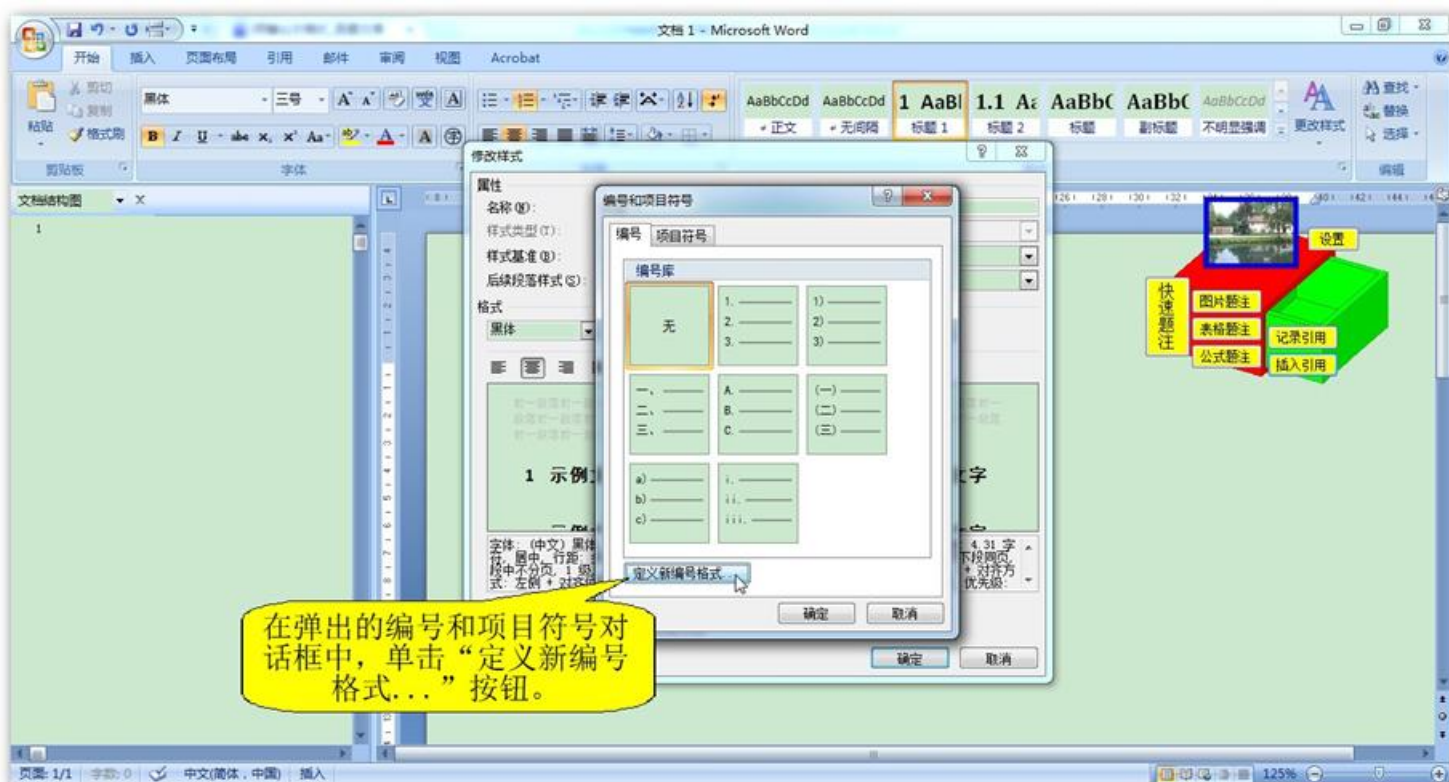 文档 1 - Microsoft Word
开始 插入 页面布局 引用 邮件 审阅 视图 Acrobat
粘贴
剪切
复制
格式刷
剪贴板
黑体 三号
字体
AaBbCcDd AaBbCcDd 1 AaBl 1.1 Aa AaBb( AaBb( AaBbCcDd
正文 无间隔 标题 1 标题 2 标题 副标题 不明显强调
更改样式
查找
替换
选择
编辑
文档结构图
1
修改样式
属性
名称(N):
样式类型(T):
样式基准(B):
后续段落样式(S):
格式
黑体
1 示例
字
编号和项目符号
编号 项目符号
编号库
无
1.
2.
3.
1)
2)
3)
一、
二、
三、
A.
B.
C.
(一)
(二)
(三)
a)
b)
c)
i.
ii.
iii.
定义新编号格式...
确定 取消
确定 取消
设置
快速题注
图片题注
表格题注
公式题注
记录引用
插入引用
在弹出的编号和项目符号对
话框中，单击“定义新编号
格式...”按钮。
页面: 1/1 字数: 0 中文(简体，中国) 插入 125%